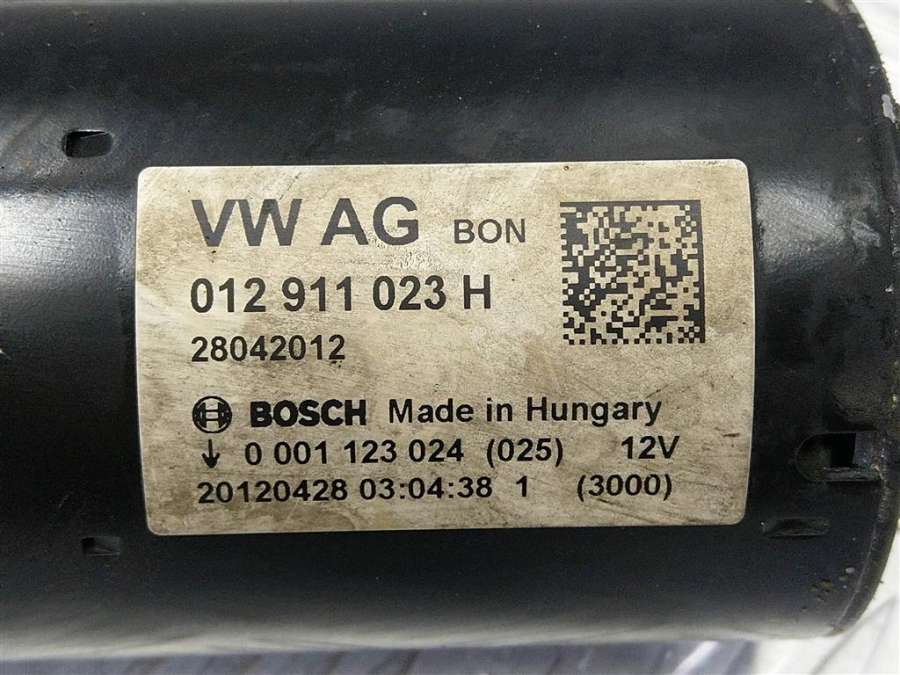 VW AG BON
012 911 023 H
28042012
BOSCH Made in Hungary
↓ 0 001 123 024 (025) 12V
20120428 03:04:38 1 (3000)